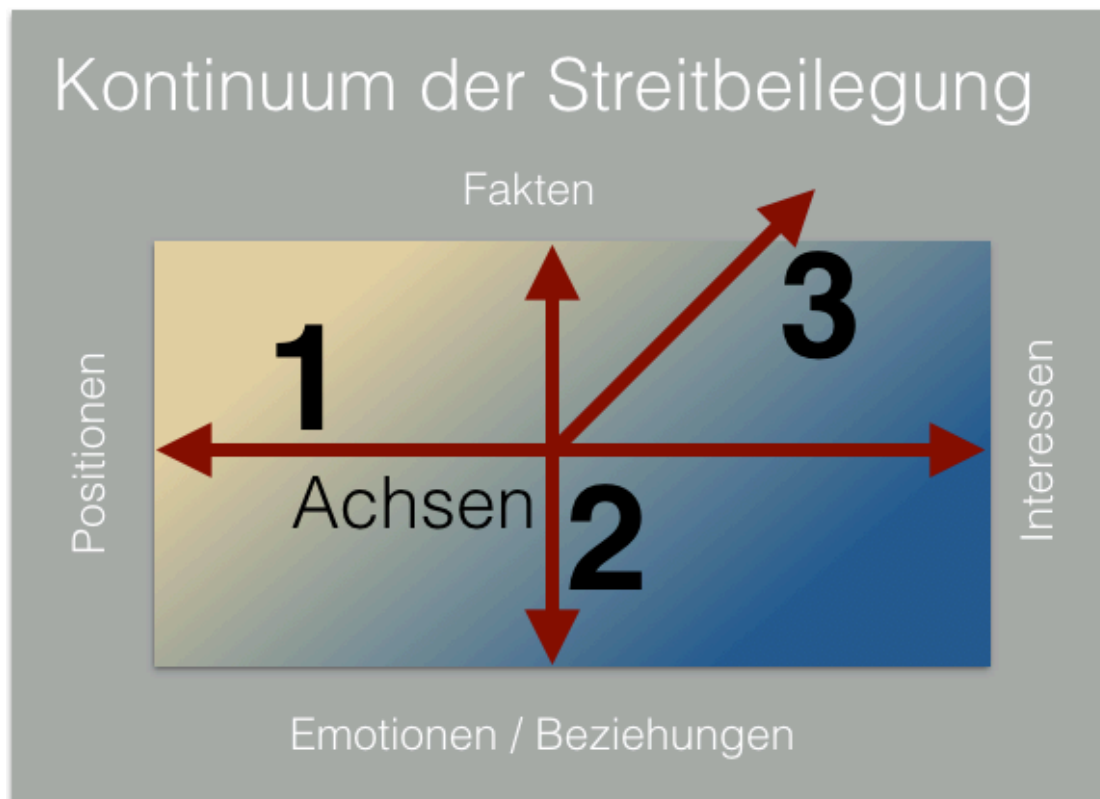 Kontinuum der Streitbeilegung
Fakten
3
1
Positionen
Interessen
Achsen
2
Emotionen / Beziehungen